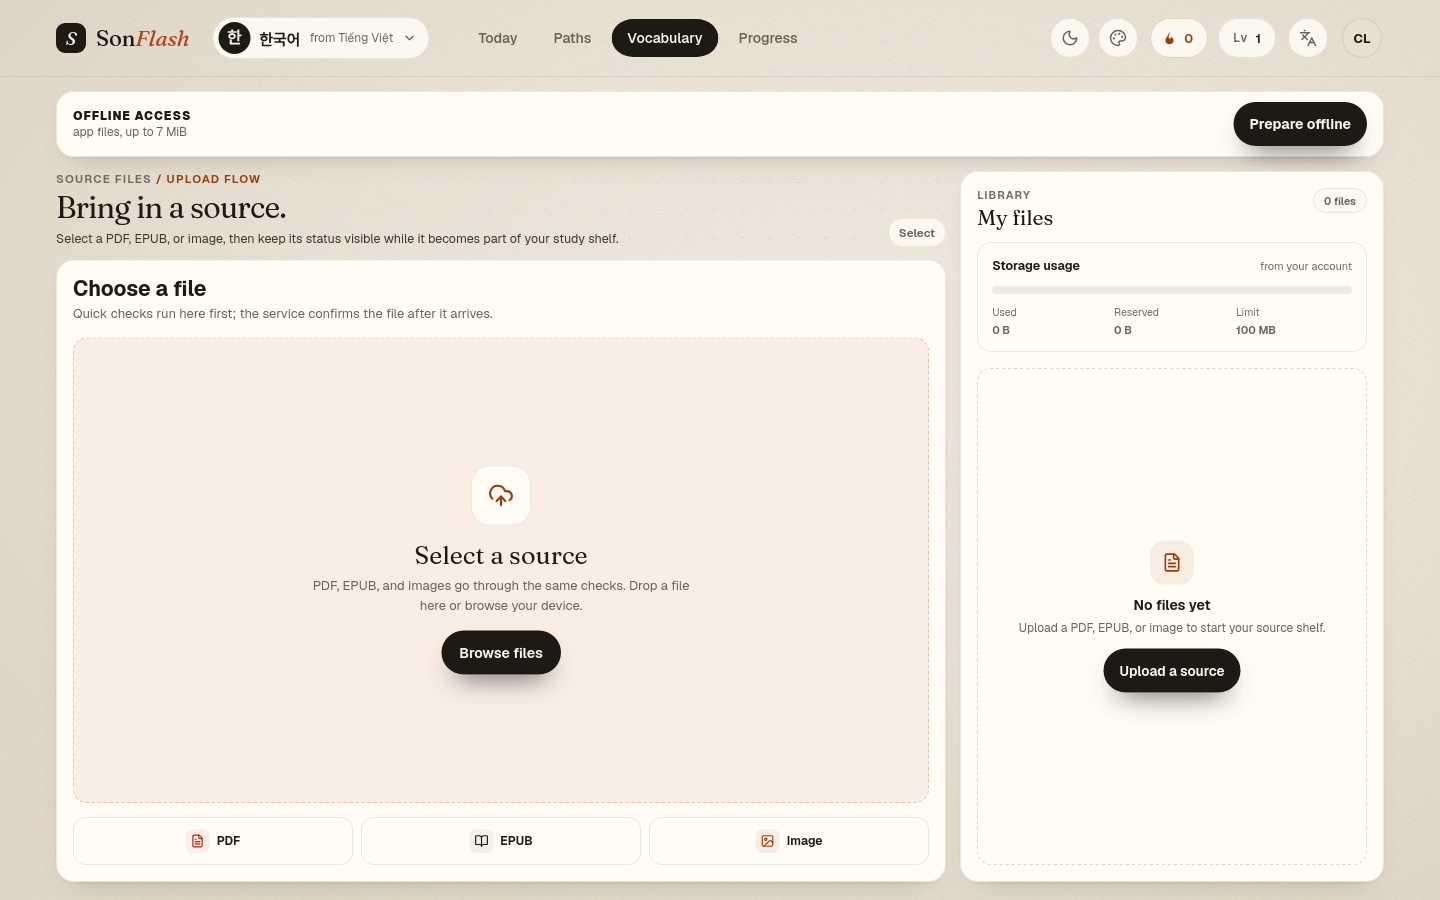 S SonFlash
한 한국어 from Tiếng Việt
Today Paths Vocabulary Progress
0
Lv 1
CL
OFFLINE ACCESS
app files, up to 7 MiB
Prepare offline
SOURCE FILES / UPLOAD FLOW
Bring in a source.
Select a PDF, EPUB, or image, then keep its status visible while it becomes part of your study shelf.
Select
Choose a file
Quick checks run here first; the service confirms the file after it arrives.
Select a source
PDF, EPUB, and images go through the same checks. Drop a file
here or browse your device.
Browse files
PDF
EPUB
Image
LIBRARY
My files
0 files
Storage usage
from your account
Used Reserved Limit
0 B 0 B 100 MB
No files yet
Upload a PDF, EPUB, or image to start your source shelf.
Upload a source